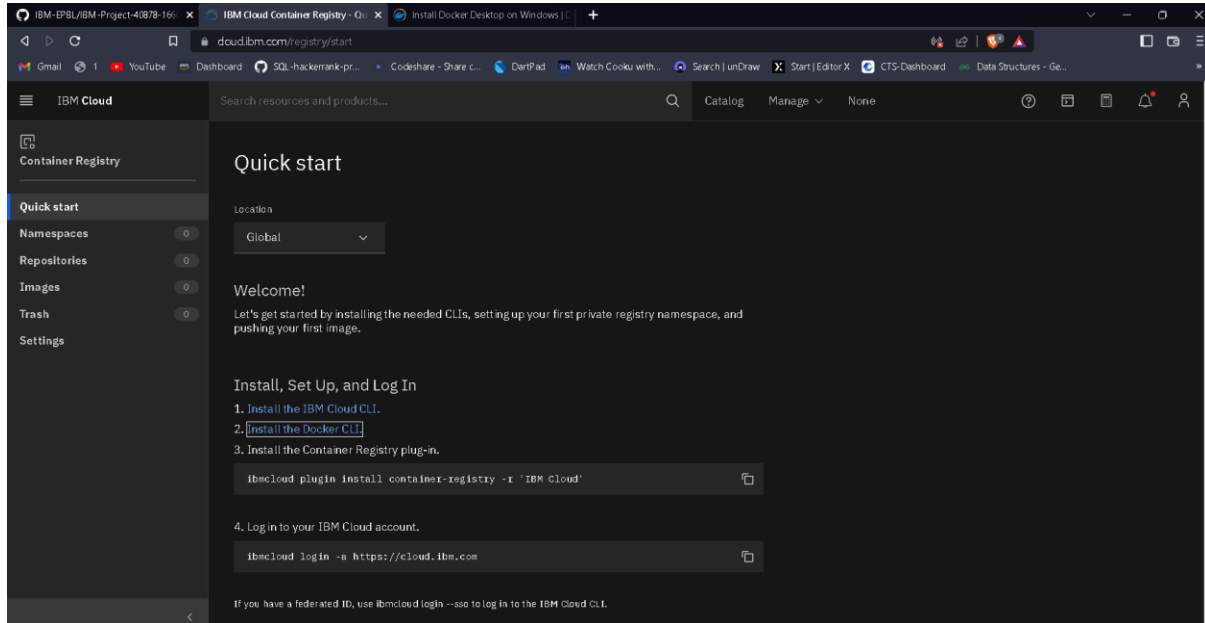 IBM-EPBL/IBM-Project-40878-166
IBM Cloud Container Registry - Qu
Install Docker Desktop on Windows | D
cloud.ibm.com/registry/start
Gmail
1
YouTube
Dashboard
SQL-hackerrank-pr...
Codeshare - Share c...
DartPad
Watch Cooku with...
Search | unDraw
Start | Editor X
CTS-Dashboard
Data Structures - Ge...
IBM Cloud
Search resources and products...
Catalog
Manage
None
Container Registry
Quick start
Namespaces 0
Repositories 0
Images 0
Trash 0
Settings
Quick start
Location
Global
Welcome!
Let's get started by installing the needed CLIs, setting up your first private registry namespace, and
pushing your first image.
Install, Set Up, and Log In
1. Install the IBM Cloud CLI.
2. Install the Docker CLI.
3. Install the Container Registry plug-in.
ibmcloud plugin install container-registry -r 'IBM Cloud'
4. Log in to your IBM Cloud account.
ibmcloud login -a https://cloud.ibm.com
If you have a federated ID, use ibmcloud login --sso to log in to the IBM Cloud CLI.